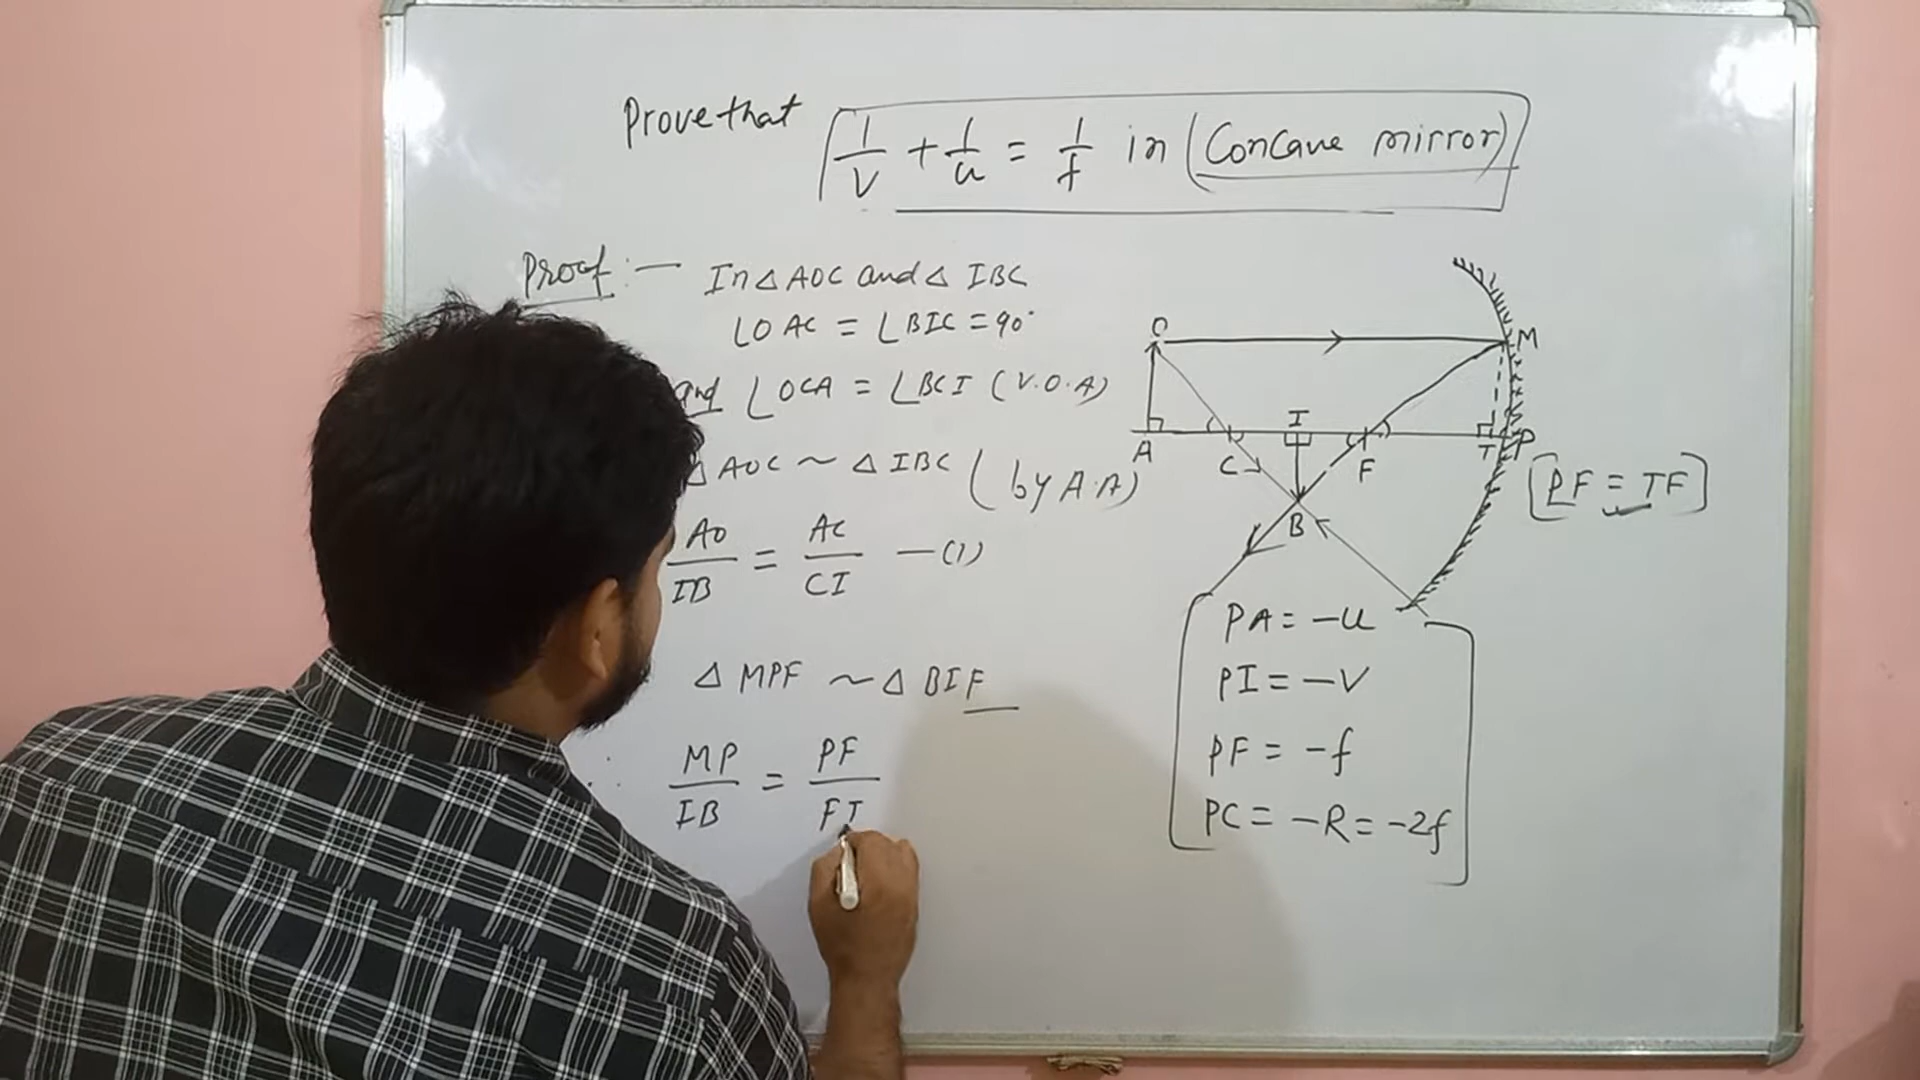 Prove that 1/V + 1/u = 1/f in (Concave mirror)
Proof :— In △ AOC and △ IBC
∠OAC = ∠BIC = 90°
and ∠OCA = ∠BCI (V.O.A)
△ AOC ~ △ IBC (by A.A)
AO/IB = AC/CI —(1)
△ MPF ~ △ BIF
MP/IB = PF/FI
O
M
A
C
I
F
T
P
B
[PF = TF]
PA = -u
PI = -V
PF = -f
PC = -R = -2f